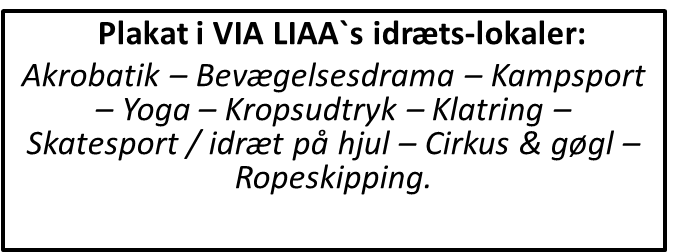 Plakat i VIA LIAA`s idræts-lokaler:
Akrobatik – Bevægelsesdrama – Kampsport
– Yoga – Kropsudtryk – Klatring –
Skatesport / idræt på hjul – Cirkus & gøgl –
Ropeskipping.